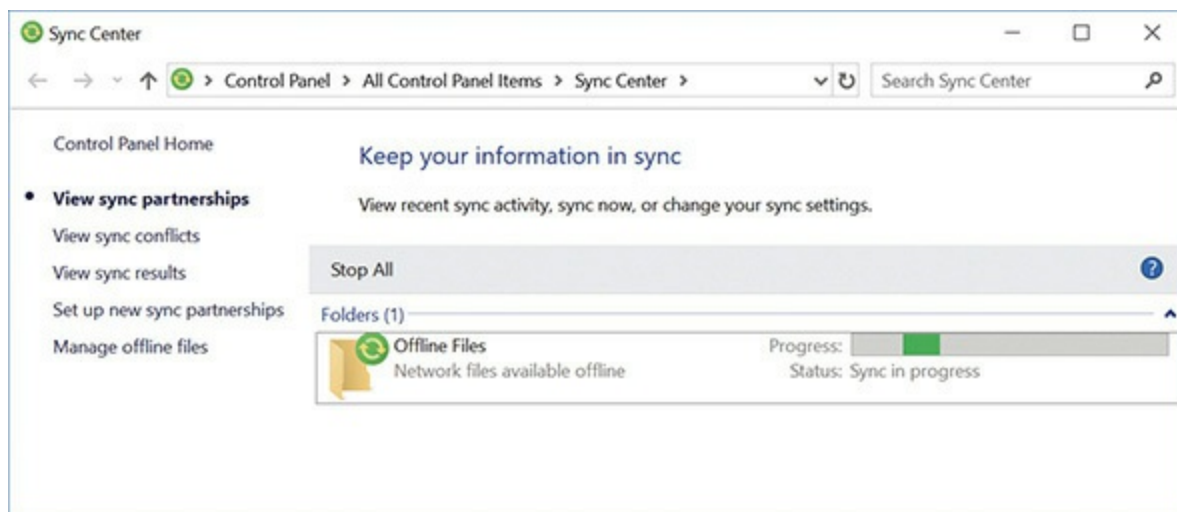 Sync Center
Control Panel > All Control Panel Items > Sync Center >
Search Sync Center
Control Panel Home
View sync partnerships
View sync conflicts
View sync results
Set up new sync partnerships
Manage offline files
Keep your information in sync
View recent sync activity, sync now, or change your sync settings.
Stop All
?
Folders (1)
Offline Files
Network files available offline
Progress:
Status: Sync in progress